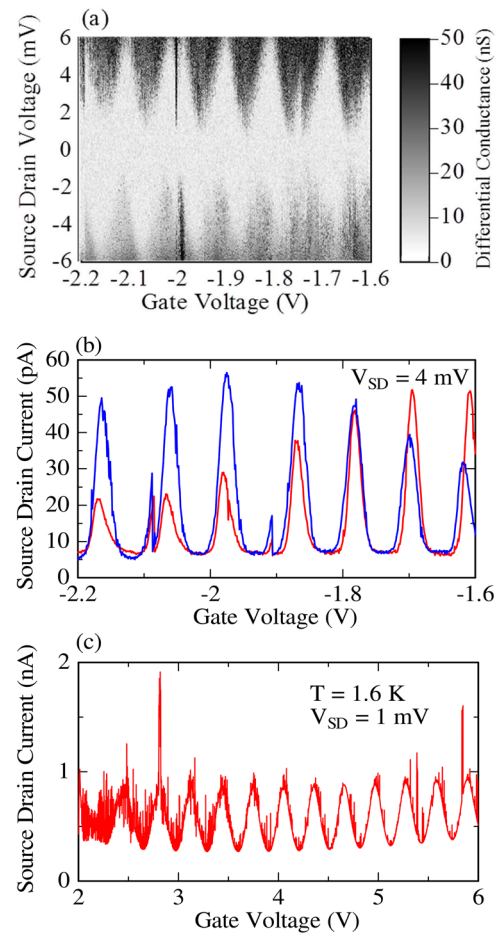 (a)
Source Drain Voltage (mV)
6
4
2
0
-2
-4
-6
-2.2 -2.1 -2 -1.9 -1.8 -1.7 -1.6
Gate Voltage (V)
50
40
30
20
10
0
Differential Conductance (nS)
(b)
Source Drain Current (pA)
60
50
40
30
20
10
0
V_SD = 4 mV
-2.2 -2 -1.8 -1.6
Gate Voltage (V)
(c)
Source Drain Current (nA)
2
1
0
T = 1.6 K
V_SD = 1 mV
2 3 4 5 6
Gate Voltage (V)